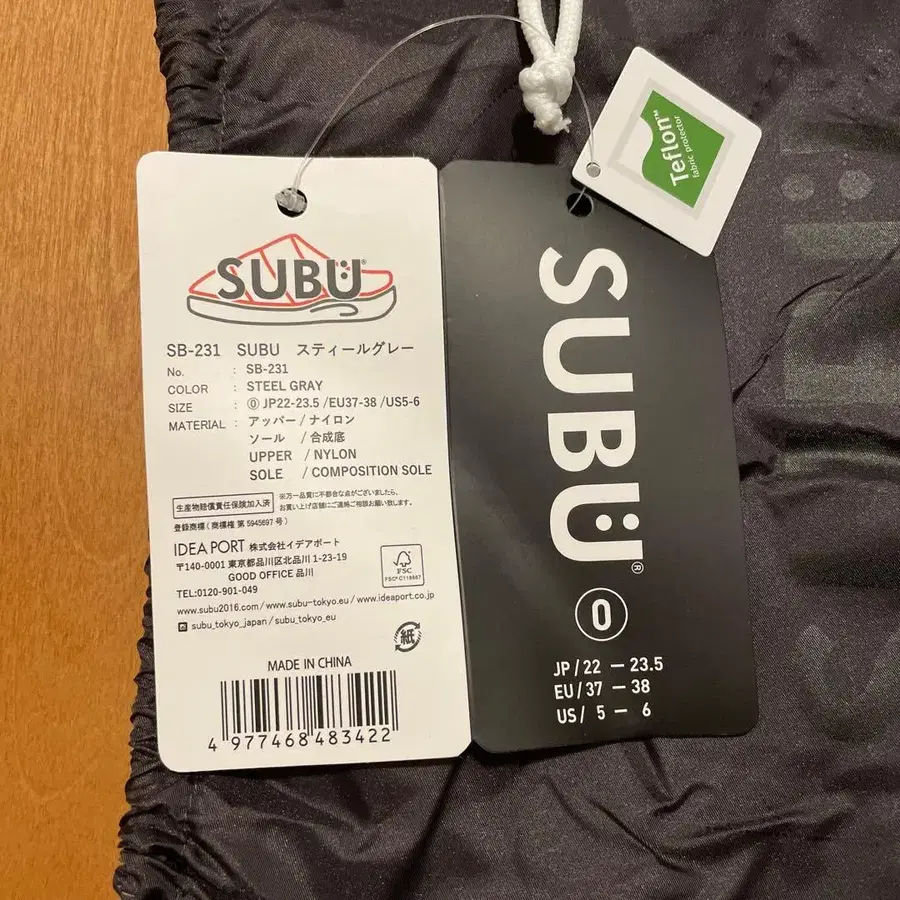 SUBU®
SB-231 SUBU スティールグレー
No. : SB-231
COLOR : STEEL GRAY
SIZE : ⓪ JP22-23.5 /EU37-38 /US5-6
MATERIAL : アッパー / ナイロン
ソール / 合成底
UPPER / NYLON
SOLE / COMPOSITION SOLE
生産物賠償責任保険加入済
※万一品質に不都合な点がございましたら、
お買い上げ店舗にご連絡ご相談お願い致します。
登録商標 ( 商標権 第 5945697 号 )
IDEA PORT 株式会社イデアポート
〒140-0001 東京都品川区北品川 1-23-19
GOOD OFFICE 品川
TEL:0120-901-049
FSC
FSC® C118667
www.subu2016.com / www.subu-tokyo.eu / www.ideaport.co.jp
subu_tokyo_japan / subu_tokyo_eu
紙
MADE IN CHINA
4 977468 483422
Teflon™
fabric protector
SUBU®
0
JP / 22 — 23.5
EU / 37 — 38
US / 5 — 6